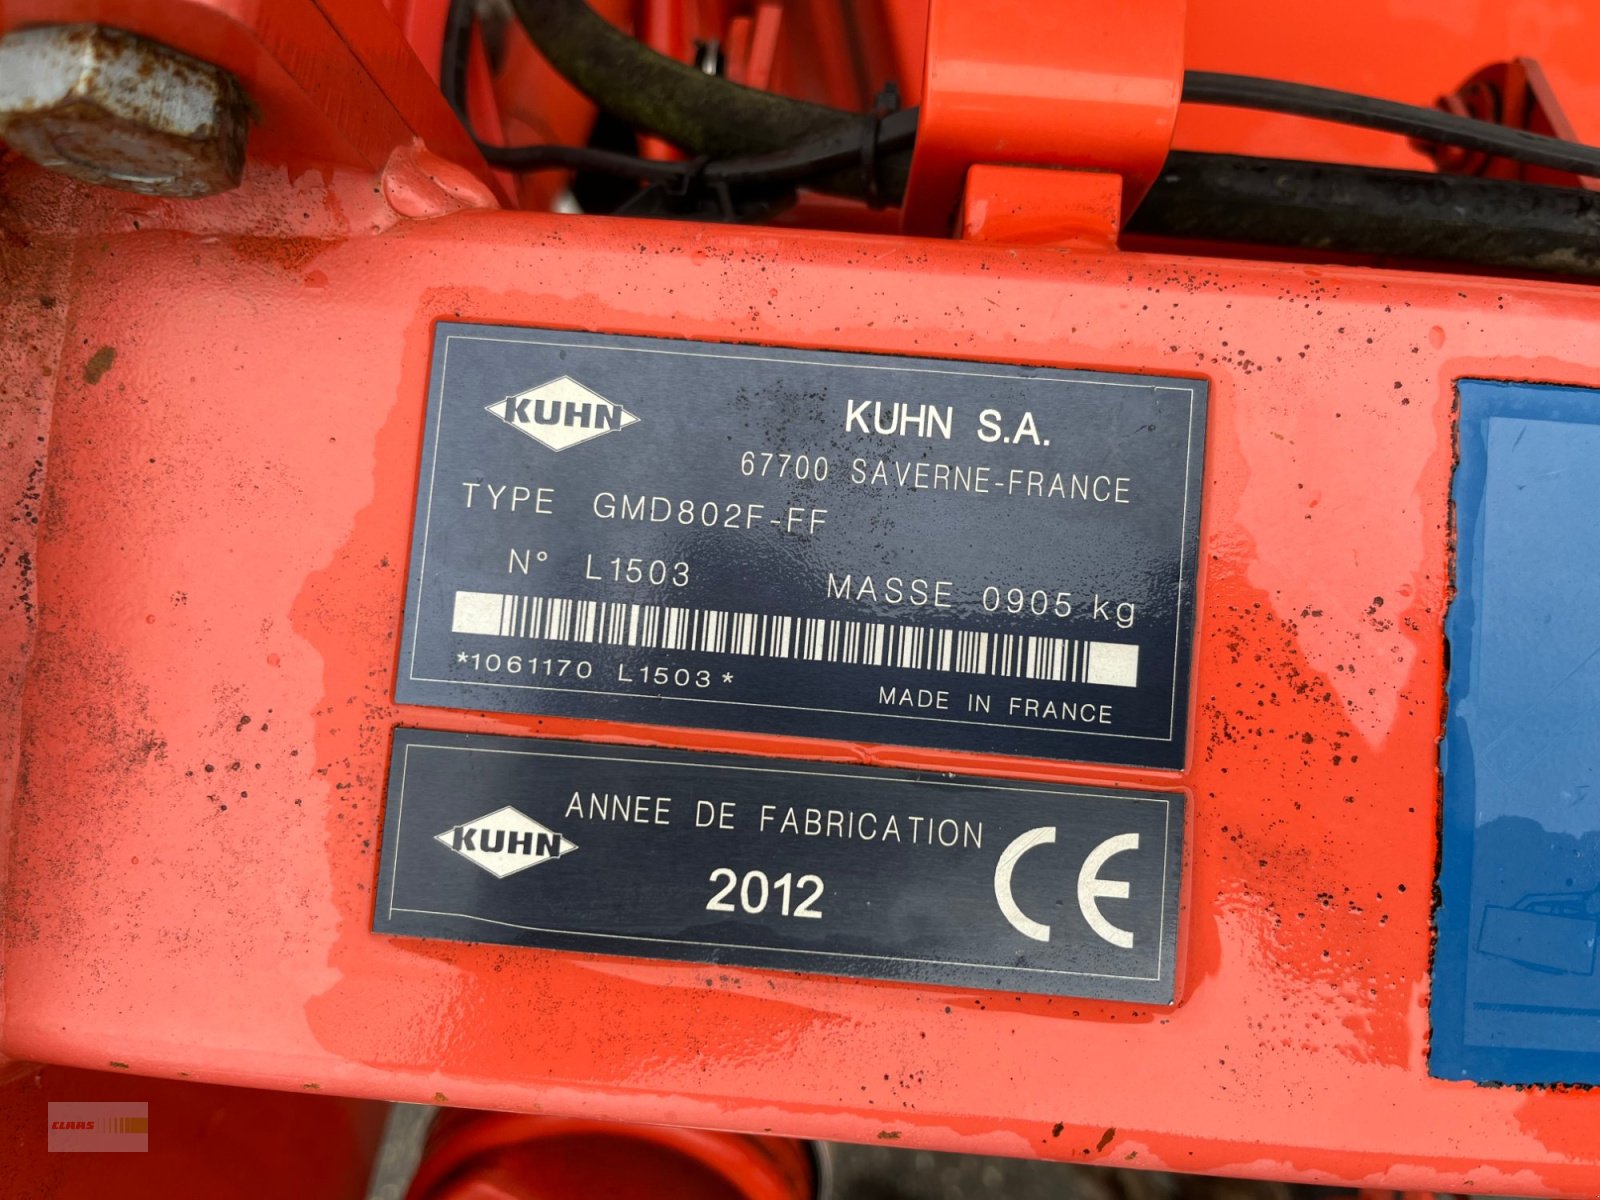 KUHN
KUHN S.A.
67700 SAVERNE-FRANCE
TYPE GMD802F-FF
N° L1503
MASSE 0905 kg
*1061170 L1503*
MADE IN FRANCE
KUHN
ANNEE DE FABRICATION
2012
CE
CLAAS